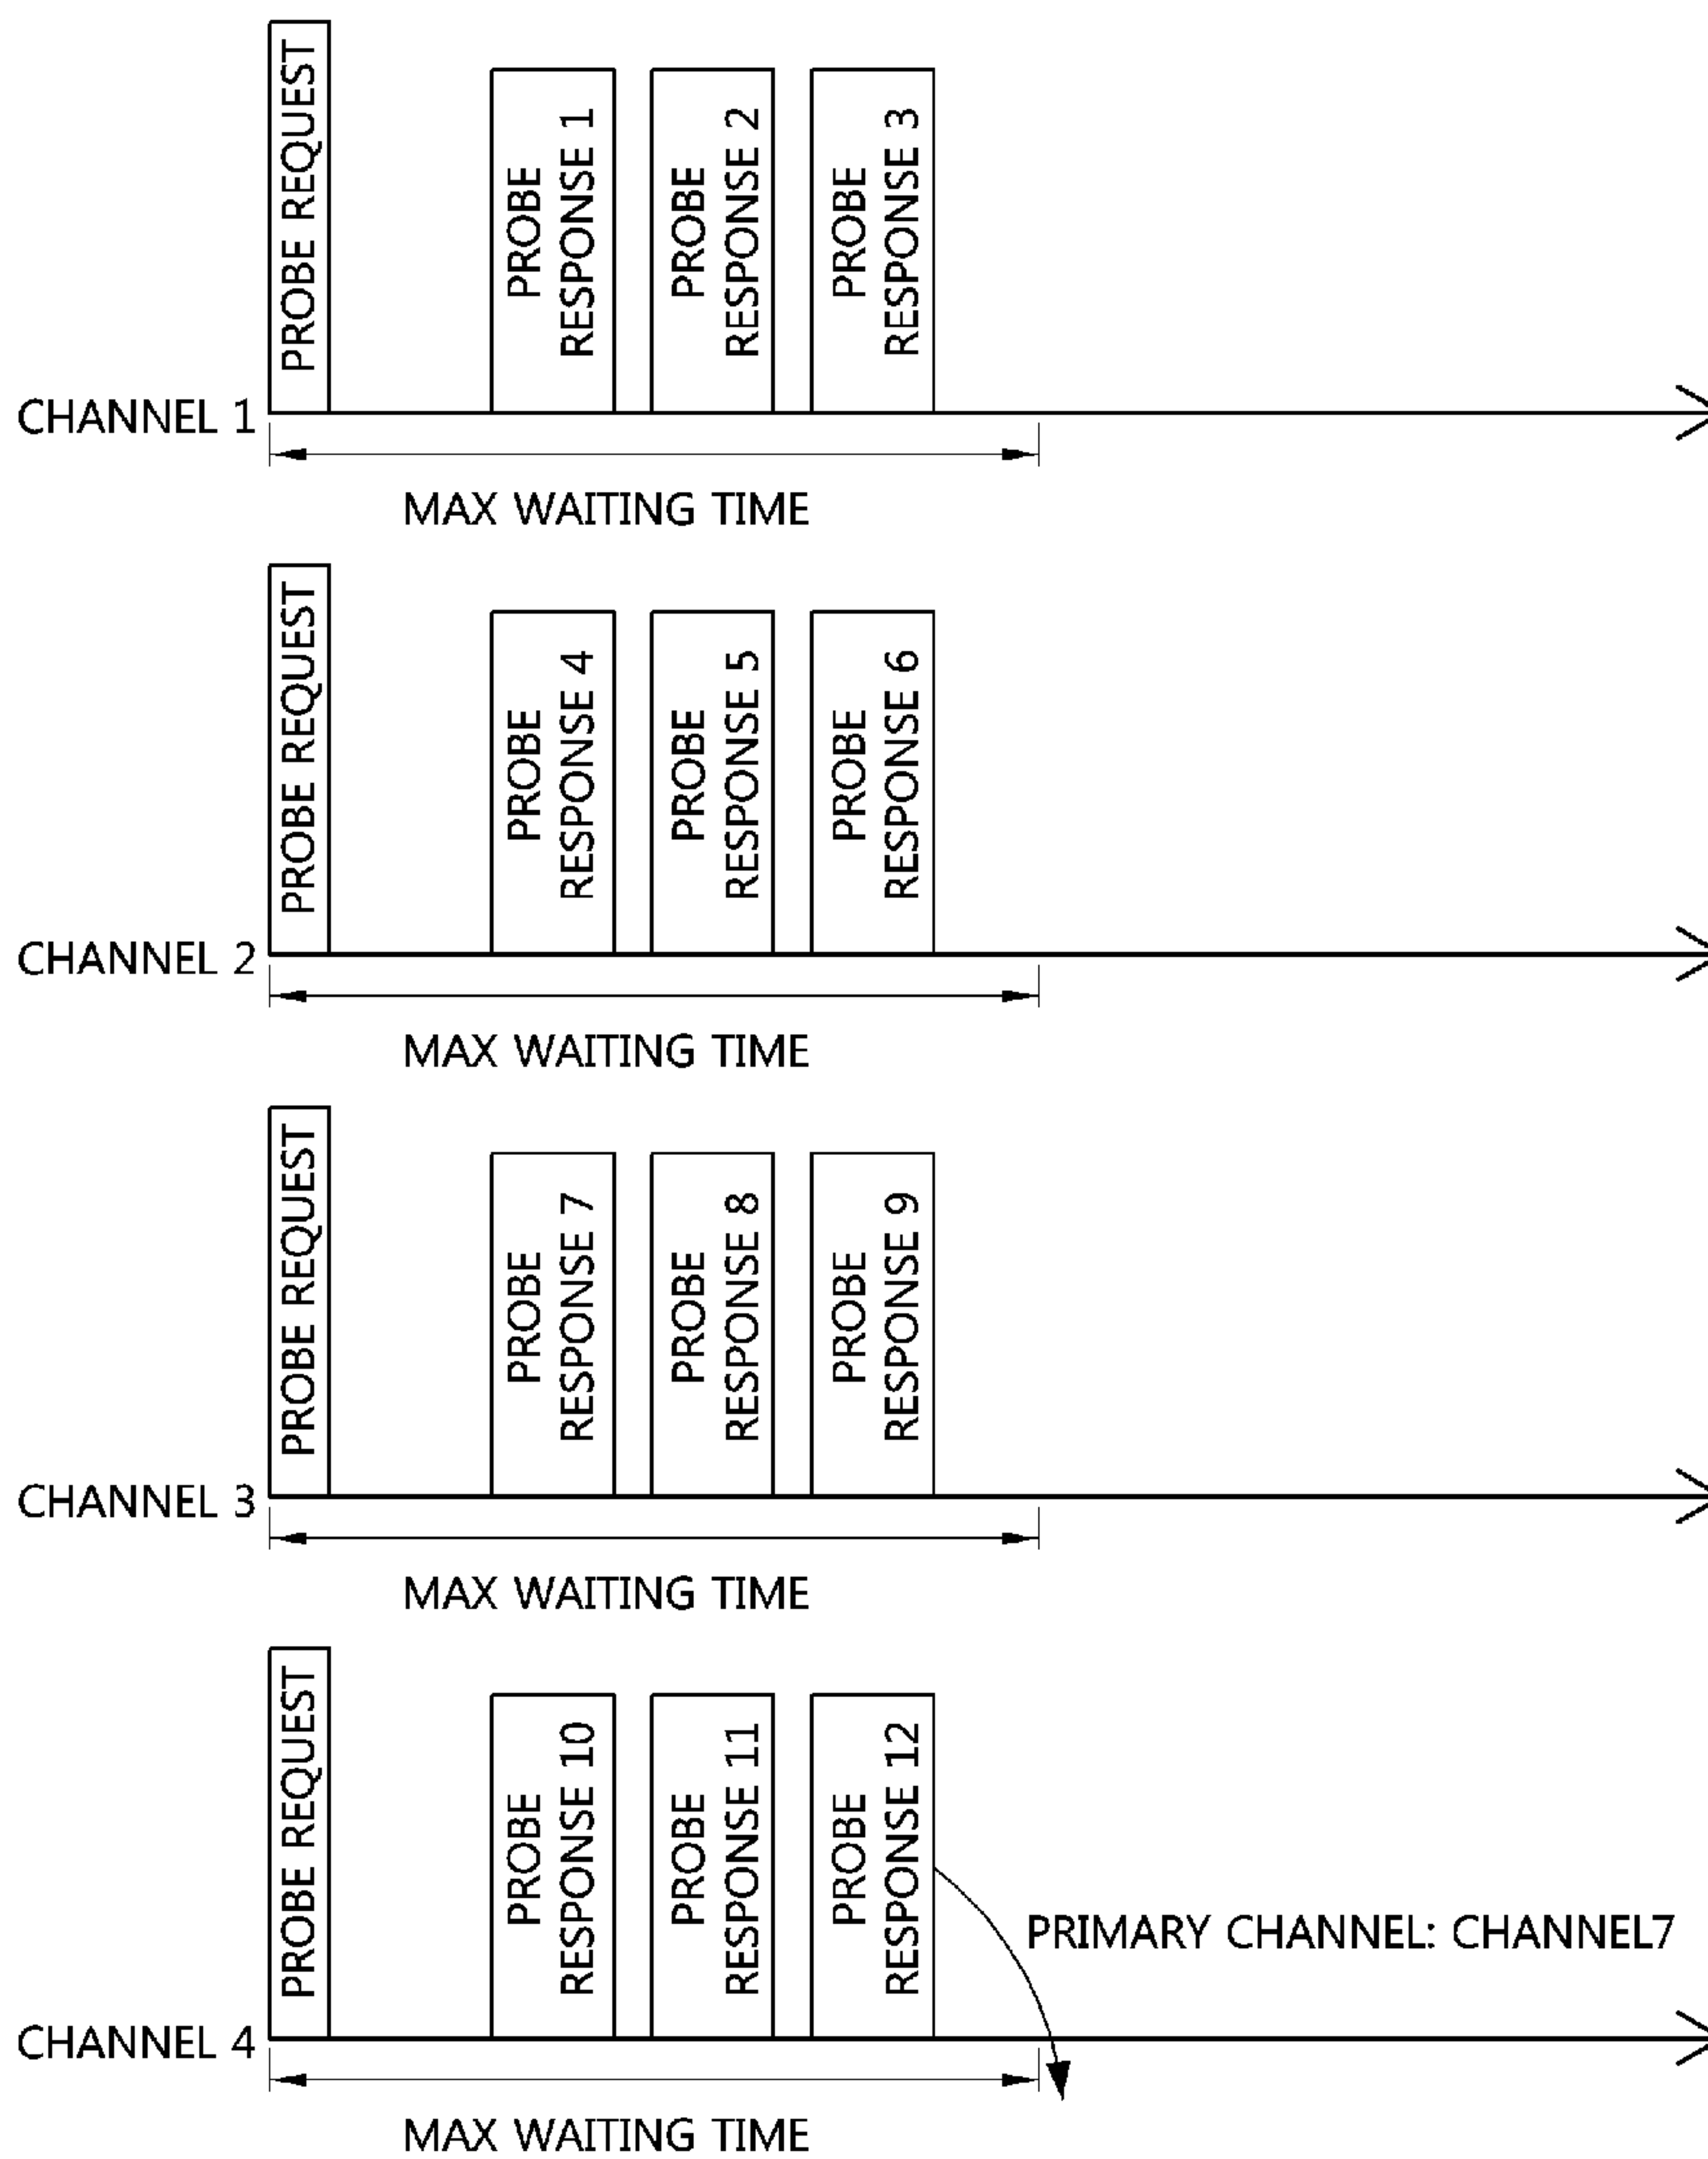 PROBE REQUEST
PROBE
RESPONSE 1
PROBE
RESPONSE 2
PROBE
RESPONSE 3
CHANNEL 1
MAX WAITING TIME
PROBE REQUEST
PROBE
RESPONSE 4
PROBE
RESPONSE 5
PROBE
RESPONSE 6
CHANNEL 2
MAX WAITING TIME
PROBE REQUEST
PROBE
RESPONSE 7
PROBE
RESPONSE 8
PROBE
RESPONSE 9
CHANNEL 3
MAX WAITING TIME
PROBE REQUEST
PROBE
RESPONSE 10
PROBE
RESPONSE 11
PROBE
RESPONSE 12
PRIMARY CHANNEL: CHANNEL7
CHANNEL 4
MAX WAITING TIME